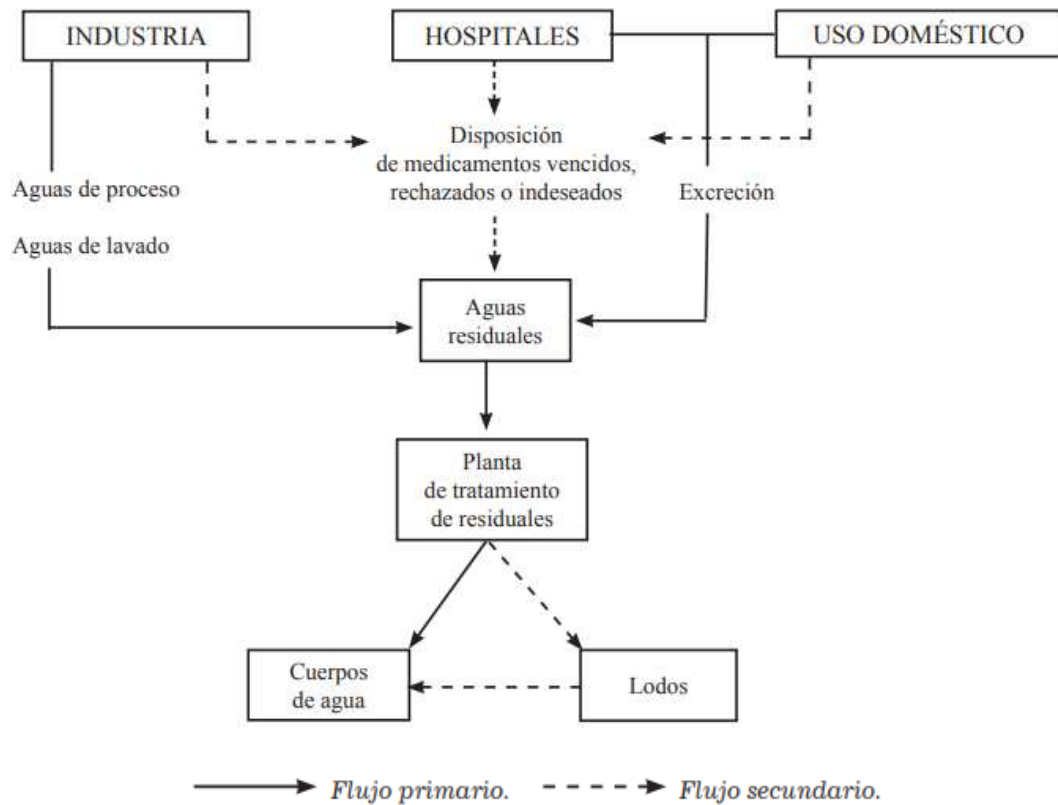 INDUSTRIA
HOSPITALES
USO DOMÉSTICO
Disposición
de medicamentos vencidos,
rechazados o indeseados
Aguas de proceso
Excreción
Aguas de lavado
Aguas
residuales
Planta
de tratamiento
de residuales
Cuerpos
de agua
Lodos
Flujo primario.
Flujo secundario.